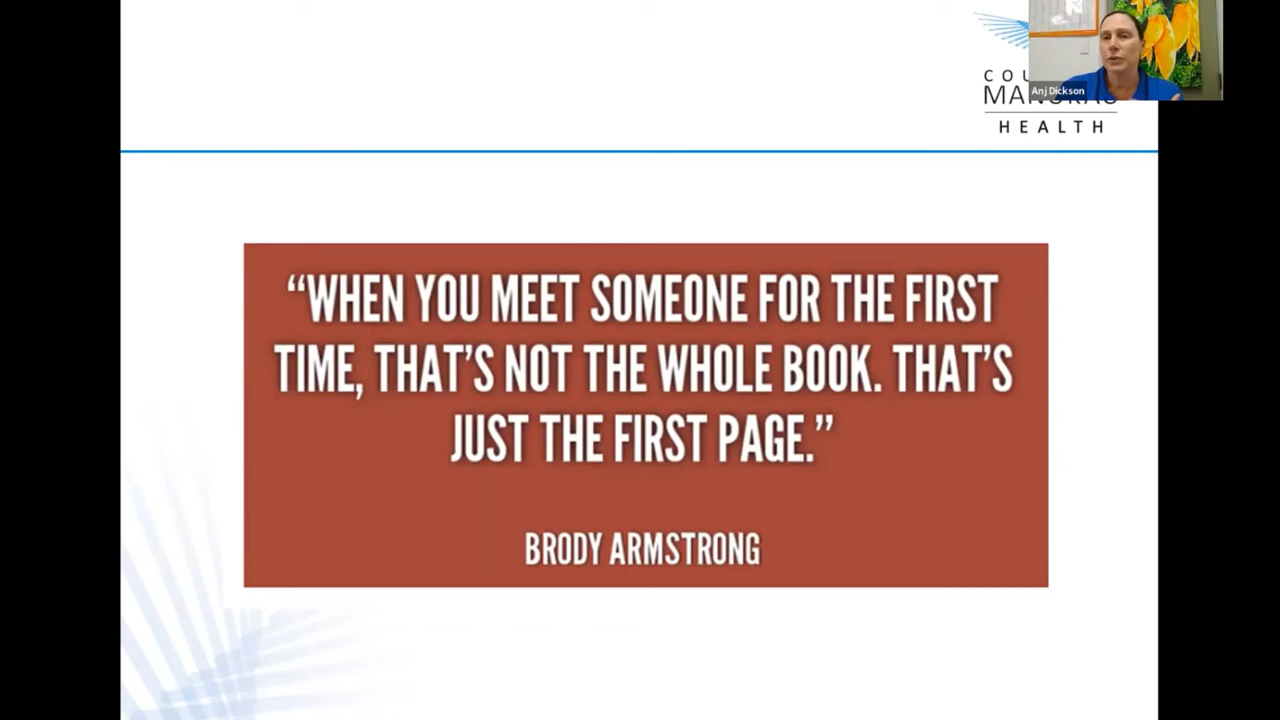 Anj Dickson
HEALTH
“WHEN YOU MEET SOMEONE FOR THE FIRST
TIME, THAT’S NOT THE WHOLE BOOK. THAT’S
JUST THE FIRST PAGE.”
BRODY ARMSTRONG